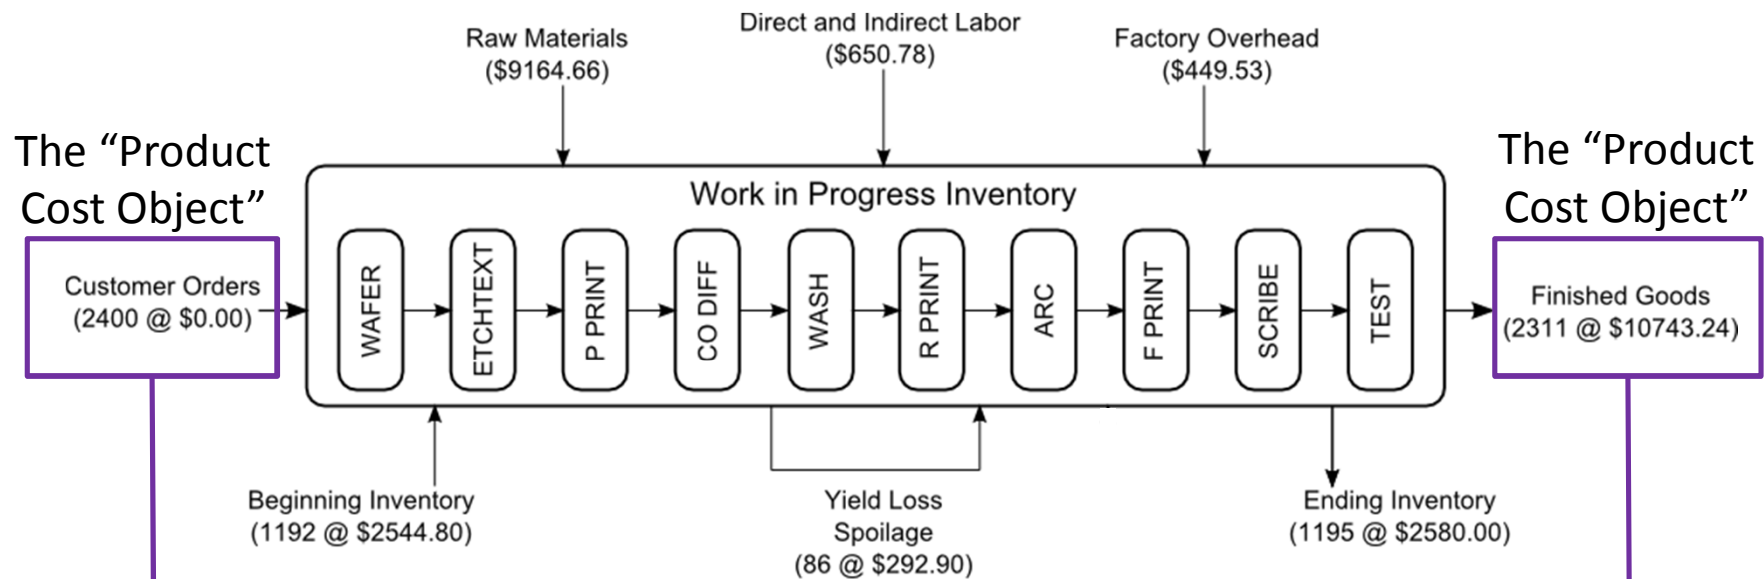 Raw Materials
($9164.66)
Direct and Indirect Labor
($650.78)
Factory Overhead
($449.53)
The “Product
Cost Object”
The “Product
Cost Object”
Work in Progress Inventory
Customer Orders
(2400 @ $0.00)
WAFER
ETCHTEXT
P PRINT
CO DIFF
WASH
R PRINT
ARC
F PRINT
SCRIBE
TEST
Finished Goods
(2311 @ $10743.24)
Beginning Inventory
(1192 @ $2544.80)
Yield Loss
Spoilage
(86 @ $292.90)
Ending Inventory
(1195 @ $2580.00)